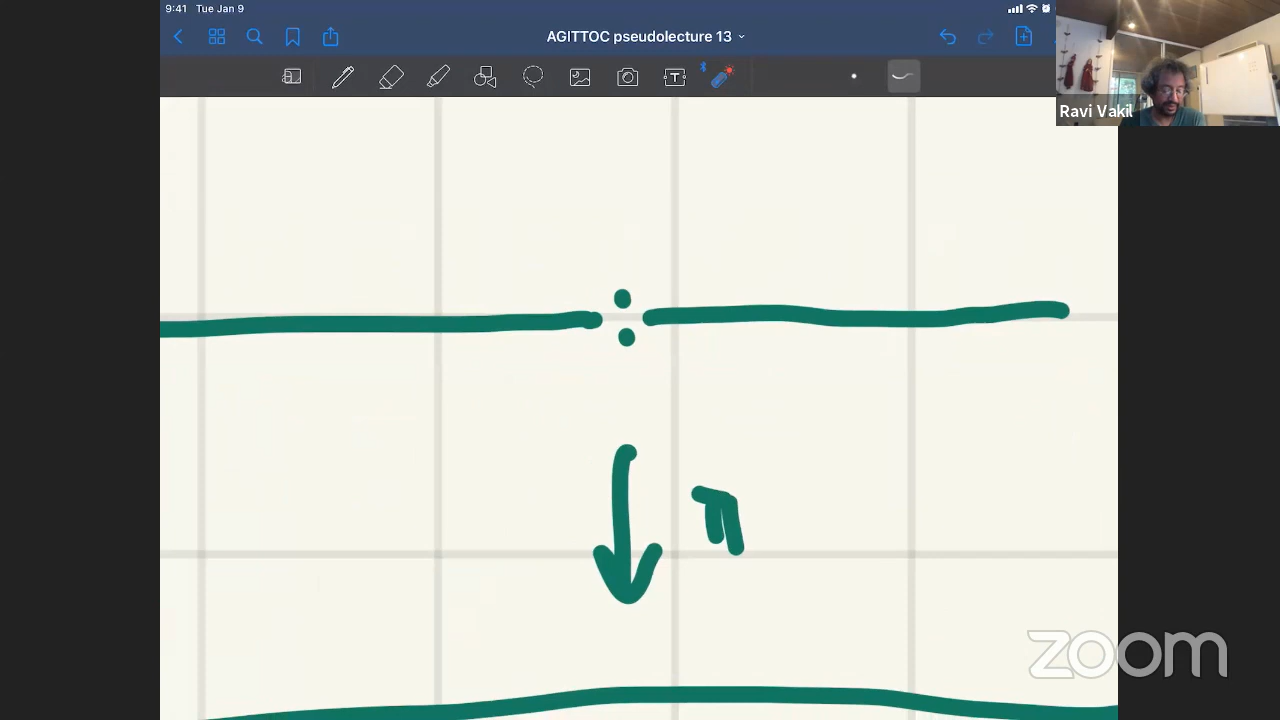 9:41 Tue Jan 9
AGITTOC pseudolecture 13
T
Ravi Vakil
π
zoom